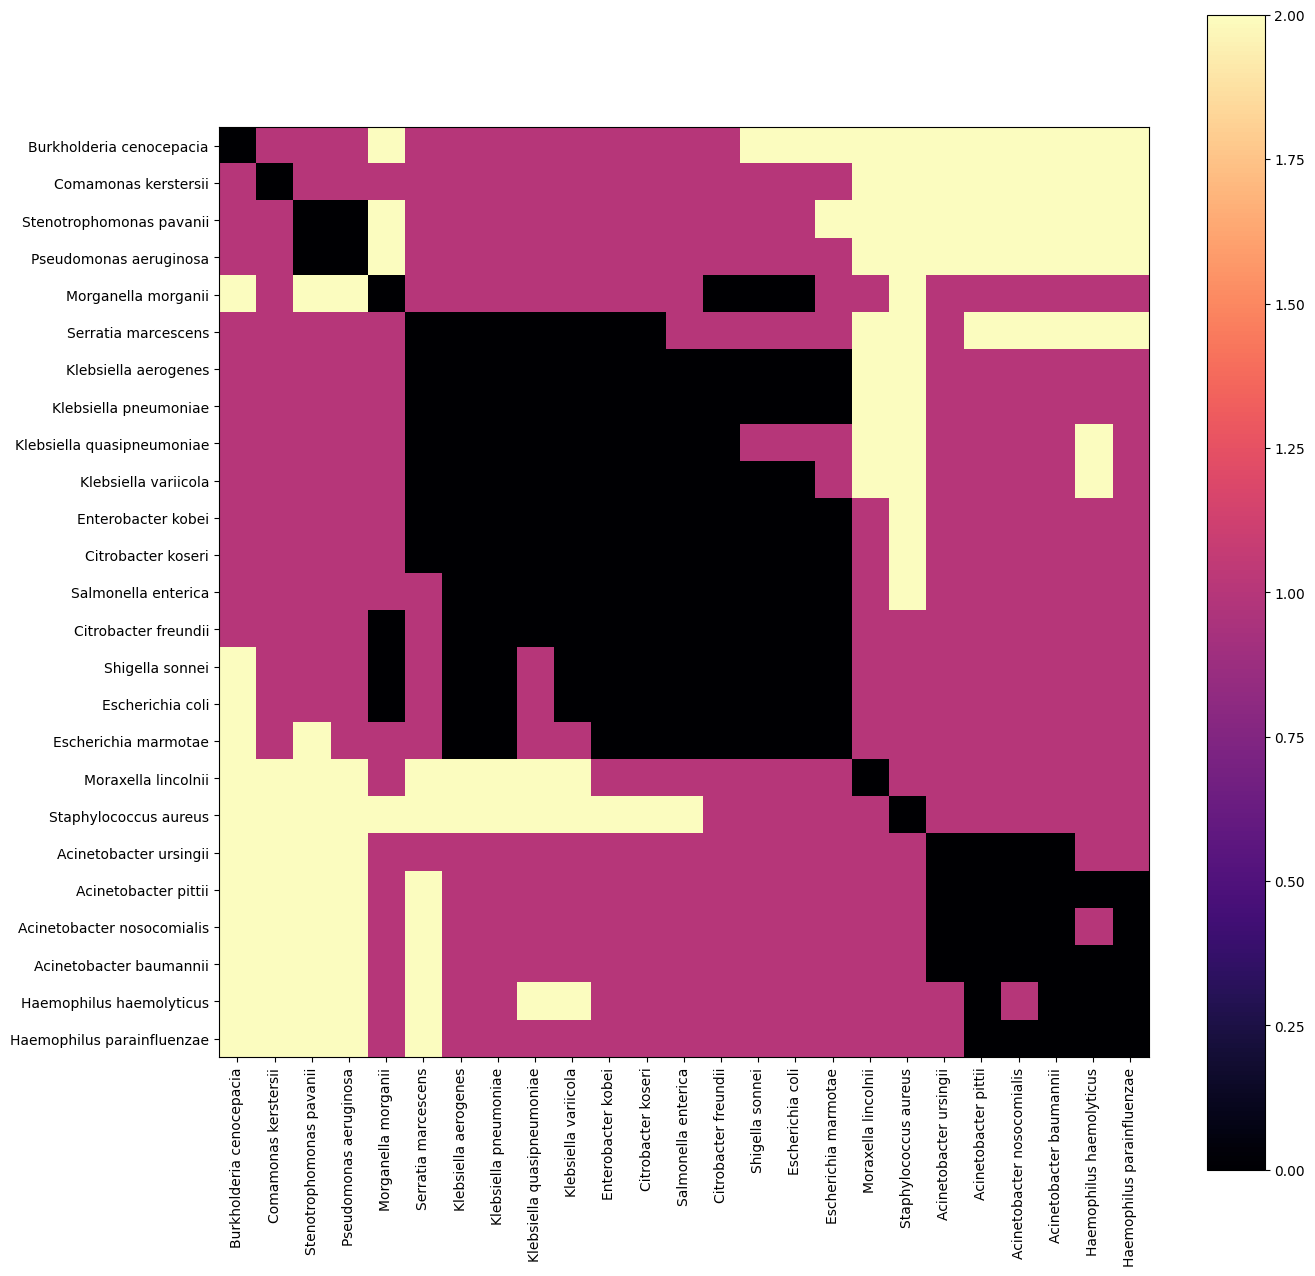 Burkholderia cenocepacia
Comamonas kerstersii
Stenotrophomonas pavanii
Pseudomonas aeruginosa
Morganella morganii
Serratia marcescens
Klebsiella aerogenes
Klebsiella pneumoniae
Klebsiella quasipneumoniae
Klebsiella variicola
Enterobacter kobei
Citrobacter koseri
Salmonella enterica
Citrobacter freundii
Shigella sonnei
Escherichia coli
Escherichia marmotae
Moraxella lincolnii
Staphylococcus aureus
Acinetobacter ursingii
Acinetobacter pittii
Acinetobacter nosocomialis
Acinetobacter baumannii
Haemophilus haemolyticus
Haemophilus parainfluenzae
Burkholderia cenocepacia
Comamonas kerstersii
Stenotrophomonas pavanii
Pseudomonas aeruginosa
Morganella morganii
Serratia marcescens
Klebsiella aerogenes
Klebsiella pneumoniae
Klebsiella quasipneumoniae
Klebsiella variicola
Enterobacter kobei
Citrobacter koseri
Salmonella enterica
Citrobacter freundii
Shigella sonnei
Escherichia coli
Escherichia marmotae
Moraxella lincolnii
Staphylococcus aureus
Acinetobacter ursingii
Acinetobacter pittii
Acinetobacter nosocomialis
Acinetobacter baumannii
Haemophilus haemolyticus
Haemophilus parainfluenzae
2.00
1.75
1.50
1.25
1.00
0.75
0.50
0.25
0.00